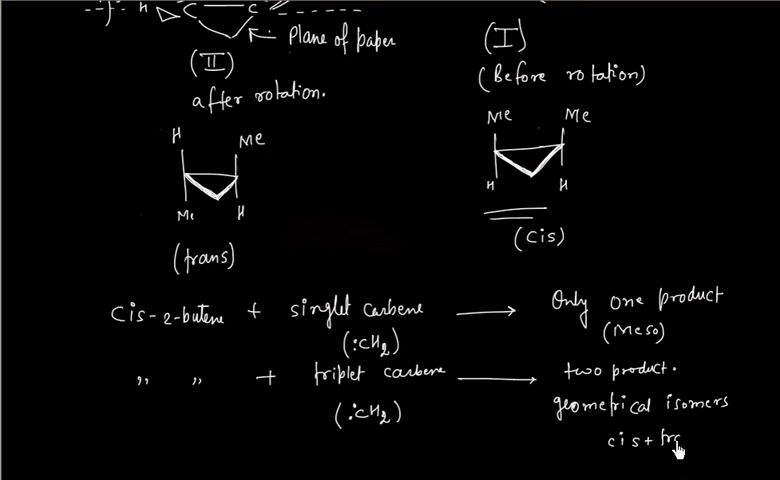 H C C
Plane of paper
(II)
after rotation.
(I)
(Before rotation)
H Me
Me H
(trans)
Me Me
H H
(Cis)
Cis-2-butene + singlet carbene → Only one product
(:CH2) (Meso)
,, ,, + triplet carbene → two product.
(:CH2) geometrical isomers
cis + tra